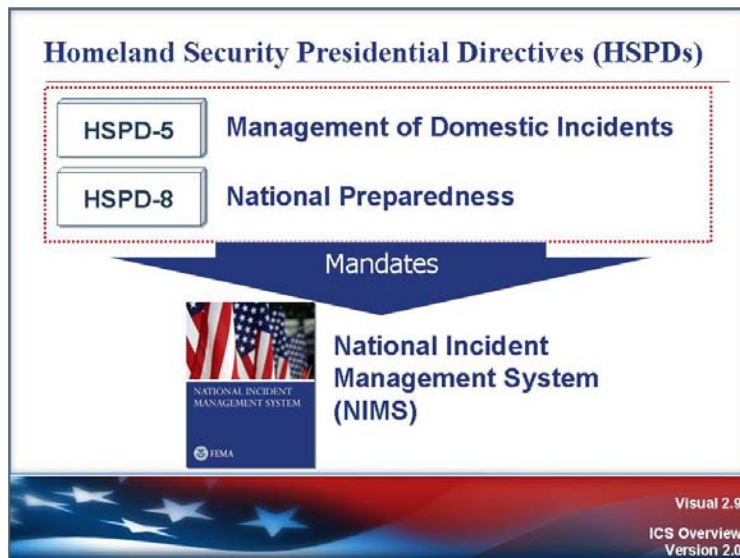 Homeland Security Presidential Directives (HSPDs)
HSPD-5
Management of Domestic Incidents
HSPD-8
National Preparedness
Mandates
NATIONAL INCIDENT
MANAGEMENT SYSTEM
FEMA
National Incident
Management System
(NIMS)
Visual 2.9
ICS Overview
Version 2.0